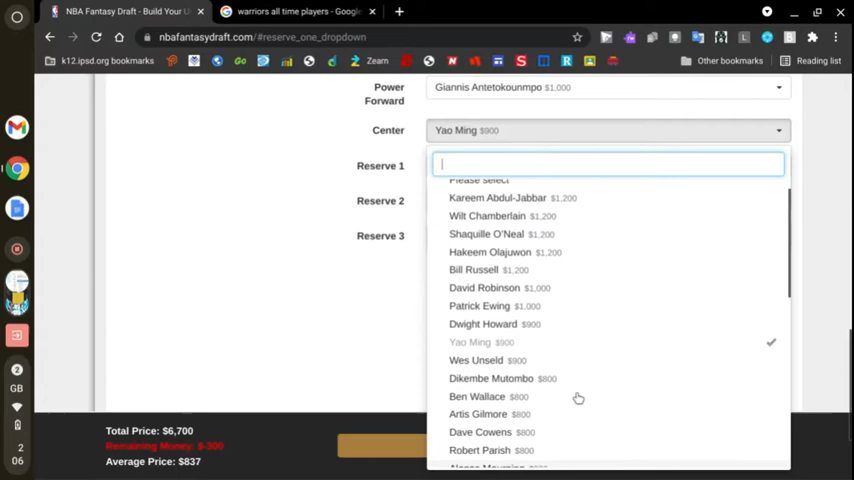 NBA Fantasy Draft - Build Your U
warriors all time players - Google
nbafantasydraft.com/#reserve_one_dropdown
k12.ipsd.org bookmarks
Zearn
Other bookmarks
Reading list
Power Forward
Giannis Antetokounmpo $1,000
Center
Yao Ming $900
Reserve 1
Reserve 2
Reserve 3
Please select
Kareem Abdul-Jabbar $1,200
Wilt Chamberlain $1,200
Shaquille O'Neal $1,200
Hakeem Olajuwon $1,200
Bill Russell $1,200
David Robinson $1,000
Patrick Ewing $1,000
Dwight Howard $900
Yao Ming $900
Wes Unseld $900
Dikembe Mutombo $800
Ben Wallace $800
Artis Gilmore $800
Dave Cowens $800
Robert Parish $800
Alonzo Mourning
Total Price: $6,700
Remaining Money: $-300
Average Price: $837
2
GB
2
06